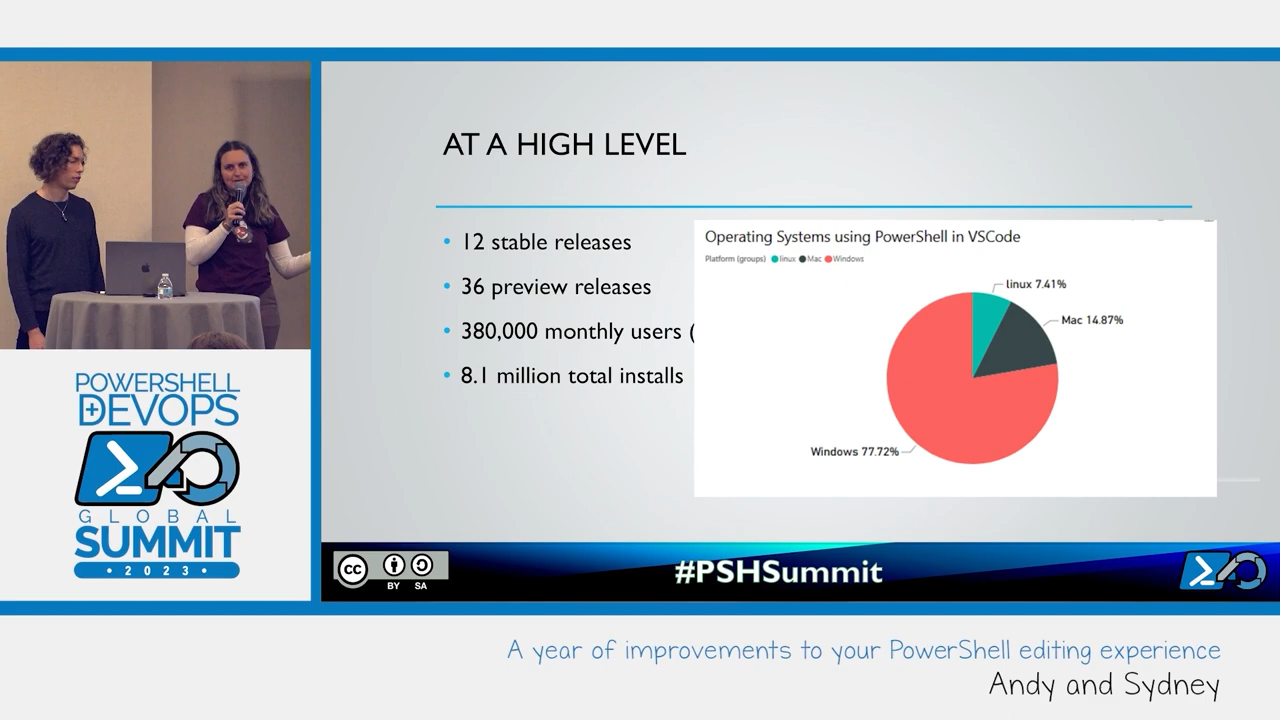 AT A HIGH LEVEL
• 12 stable releases
• 36 preview releases
• 380,000 monthly users (
• 8.1 million total installs
Operating Systems using PowerShell in VSCode
Platform (groups) linux Mac Windows
linux 7.41%
Mac 14.87%
Windows 77.72%
POWERSHELL
+DEVOPS
GLOBAL
SUMMIT
• 2023 •
cc
BY SA
#PSHSummit
A year of improvements to your PowerShell editing experience
Andy and Sydney